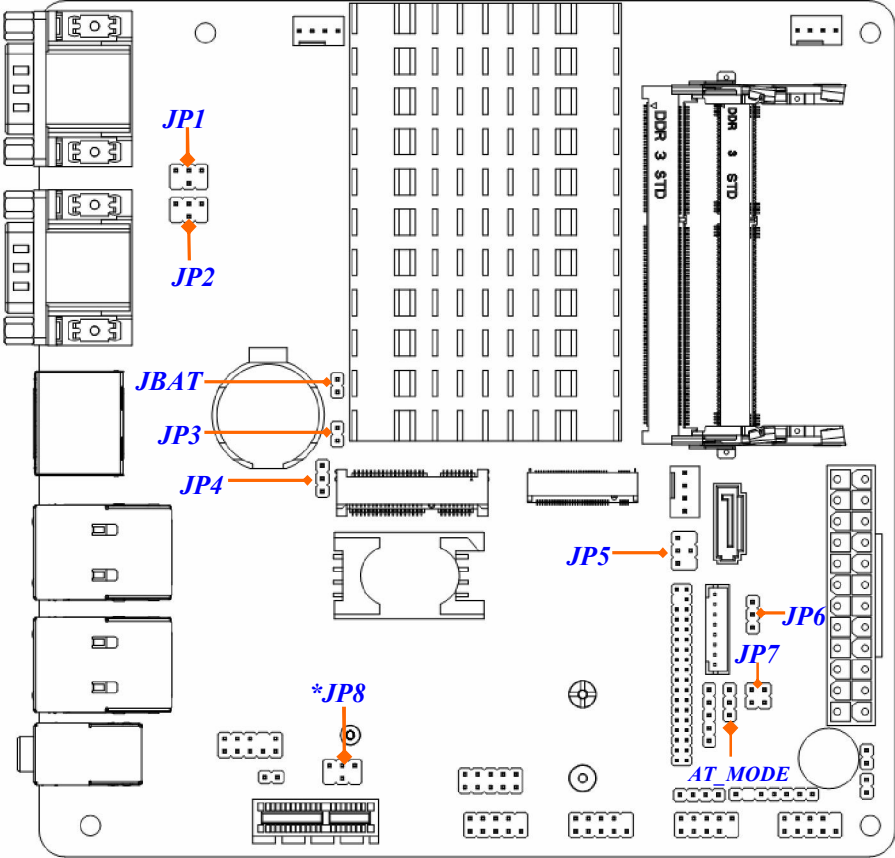 JP1
DDR 3 STD
DDR 3 STD
JP2
JBAT
JP3
JP4
JP5
JP6
JP7
*JP8
AT_MODE